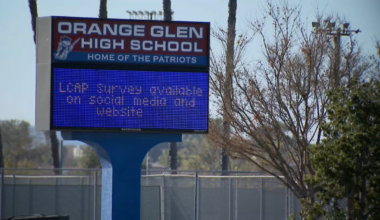 ORANGE GLEN
HIGH SCHOOL
HOME OF THE PATRIOTS
LCAP Survey available
on social media and
website